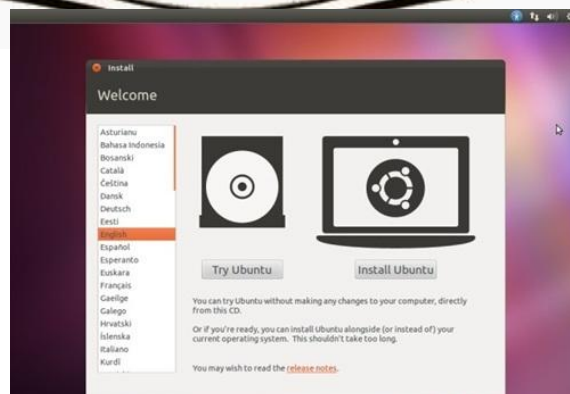 Install
Welcome
Asturianu
Bahasa Indonesia
Bosanski
Català
Čeština
Dansk
Deutsch
Eesti
English
Español
Esperanto
Euskara
Français
Gaeilge
Galego
Hrvatski
Íslenska
Italiano
Kurdî
Try Ubuntu
Install Ubuntu
You can try Ubuntu without making any changes to your computer, directly
from this CD.
Or if you're ready, you can install Ubuntu alongside (or instead of) your
current operating system. This shouldn't take too long.
You may wish to read the release notes.